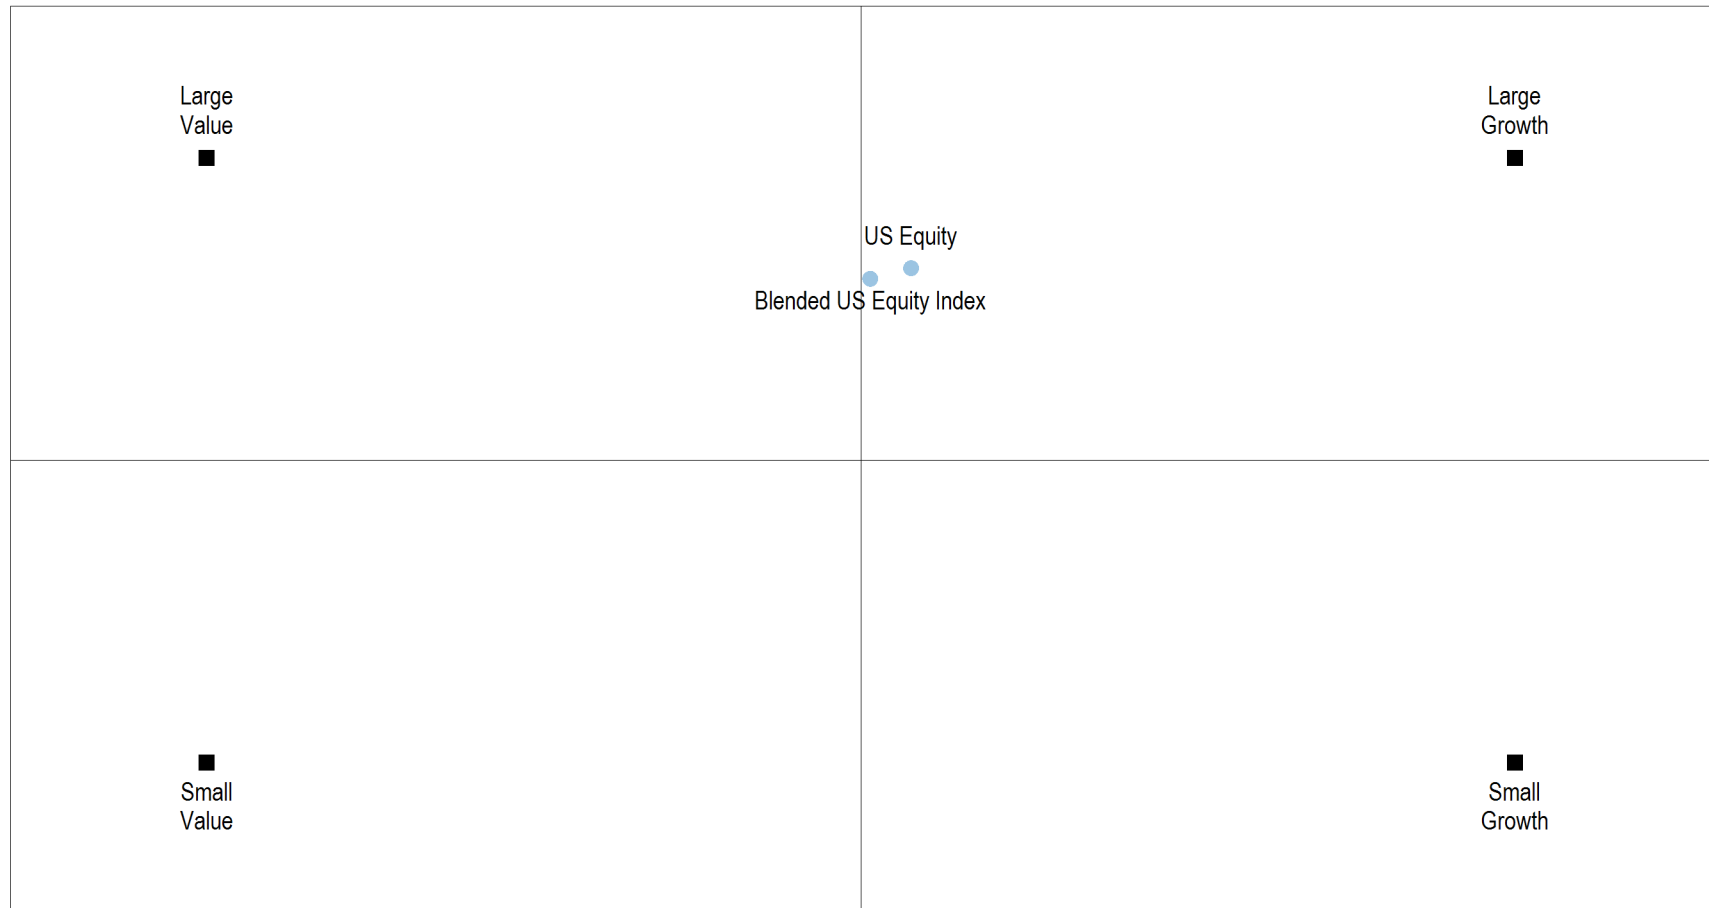 Large
Value
Large
Growth
US Equity
Blended US Equity Index
Small
Value
Small
Growth